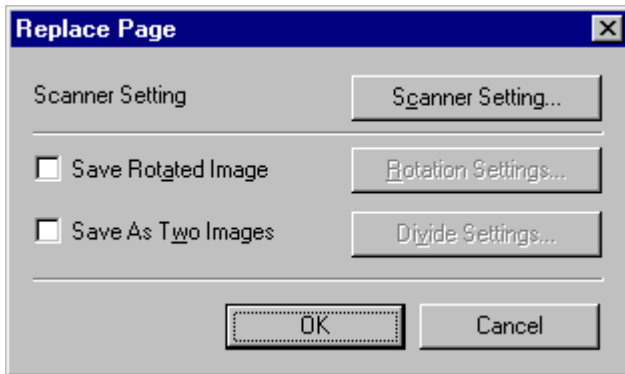 Replace Page
Scanner Setting Scanner Setting...
Save Rotated Image Rotation Settings...
Save As Two Images Divide Settings...
OK Cancel